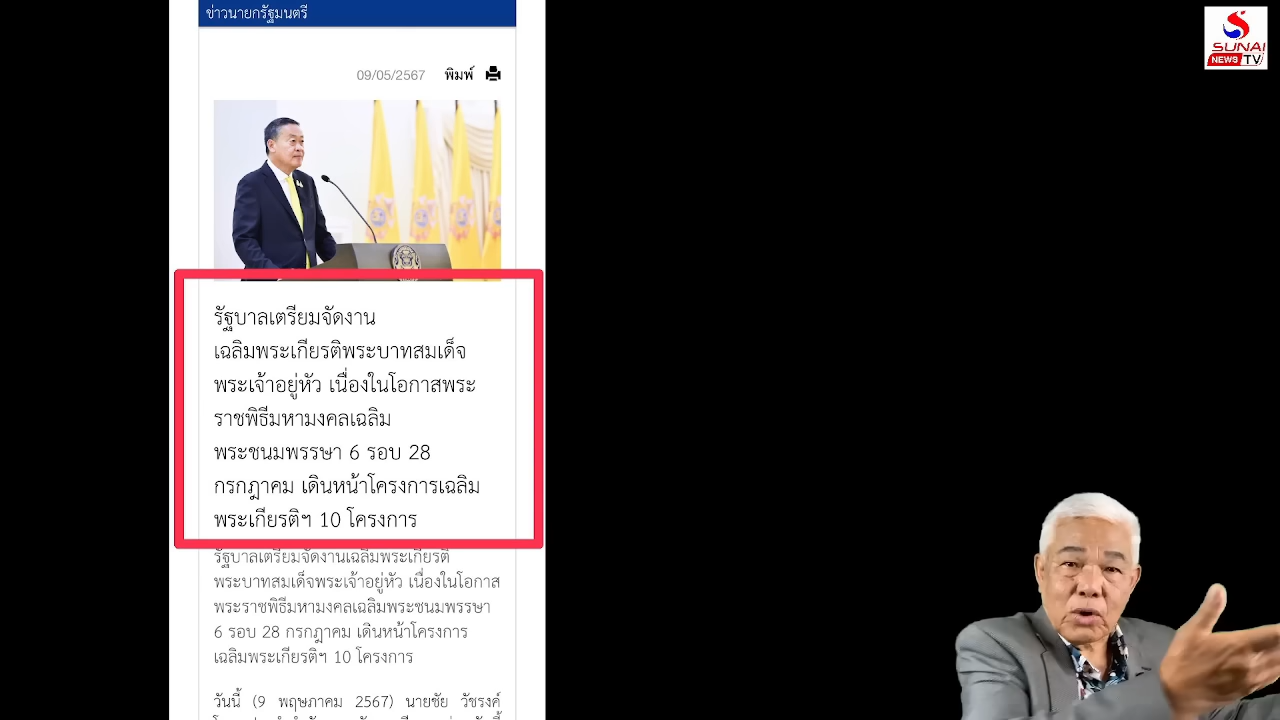 ข่าวนายกรัฐมนตรี
09/05/2567 พิมพ์
รัฐบาลเตรียมจัดงาน
เฉลิมพระเกียรติพระบาทสมเด็จ
พระเจ้าอยู่หัว เนื่องในโอกาสพระ
ราชพิธีมหามงคลเฉลิม
พระชนมพรรษา 6 รอบ 28
กรกฎาคม เดินหน้าโครงการเฉลิม
พระเกียรติฯ 10 โครงการ
รัฐบาลเตรียมจัดงานเฉลิมพระเกียรติ
พระบาทสมเด็จพระเจ้าอยู่หัว เนื่องในโอกาส
พระราชพิธีมหามงคลเฉลิมพระชนมพรรษา
6 รอบ 28 กรกฎาคม เดินหน้าโครงการ
เฉลิมพระเกียรติฯ 10 โครงการ
วันนี้ (9 พฤษภาคม 2567) นายชัย วัชรงค์
SUNAI
NEWS TV